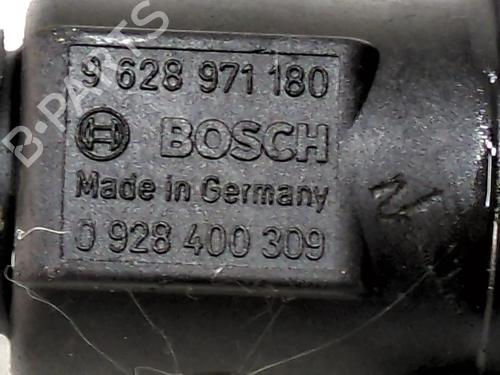 9 628 971 180
BOSCH
Made in Germany
0 928 400 309
B-PARTS